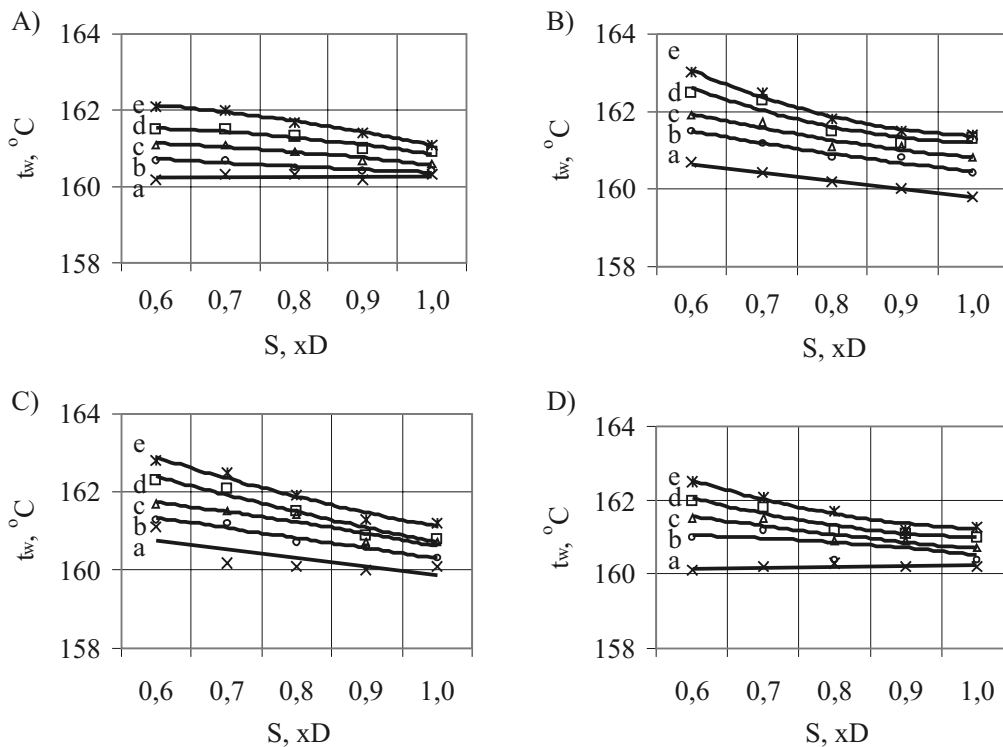 A)
164
162
160
158
t_w, °C
e
d
c
b
a
0,6 0,7 0,8 0,9 1,0
S, xD
B)
164
162
160
158
t_w, °C
e
d
c
b
a
0,6 0,7 0,8 0,9 1,0
S, xD
C)
164
162
160
158
t_w, °C
e
d
c
b
a
0,6 0,7 0,8 0,9 1,0
S, xD
D)
164
162
160
158
t_w, °C
e
d
c
b
a
0,6 0,7 0,8 0,9 1,0
S, xD